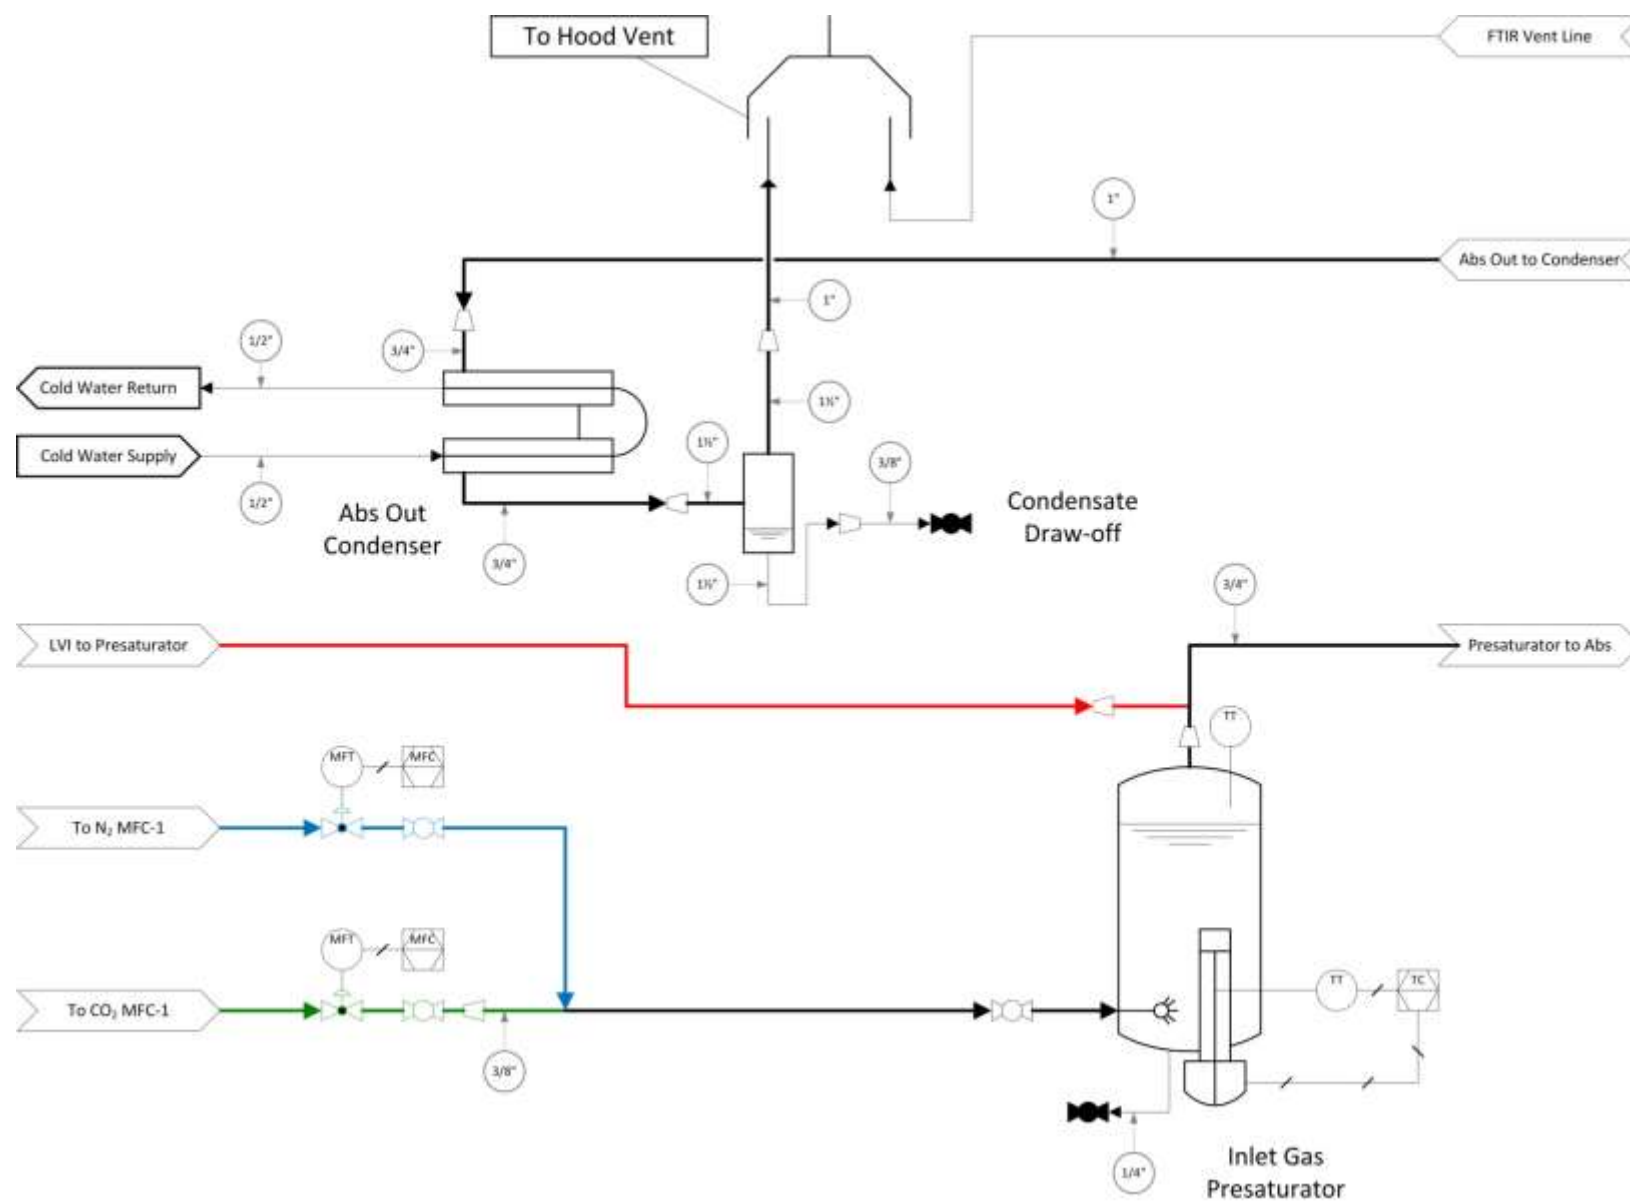 To Hood Vent
FTIR Vent Line
1"
Abs Out to Condenser
1"
1/2"
3/4"
Cold Water Return
1½"
1½"
3/8"
Cold Water Supply
1/2"
Abs Out
Condenser
Condensate
Draw-off
3/4"
1½"
3/4"
LVI to Presaturator
Presaturator to Abs
TT
MFT
MFC
To N₂ MFC-1
MFT
MFC
TT
TC
To CO₂ MFC-1
3/8"
1/4"
Inlet Gas
Presaturator